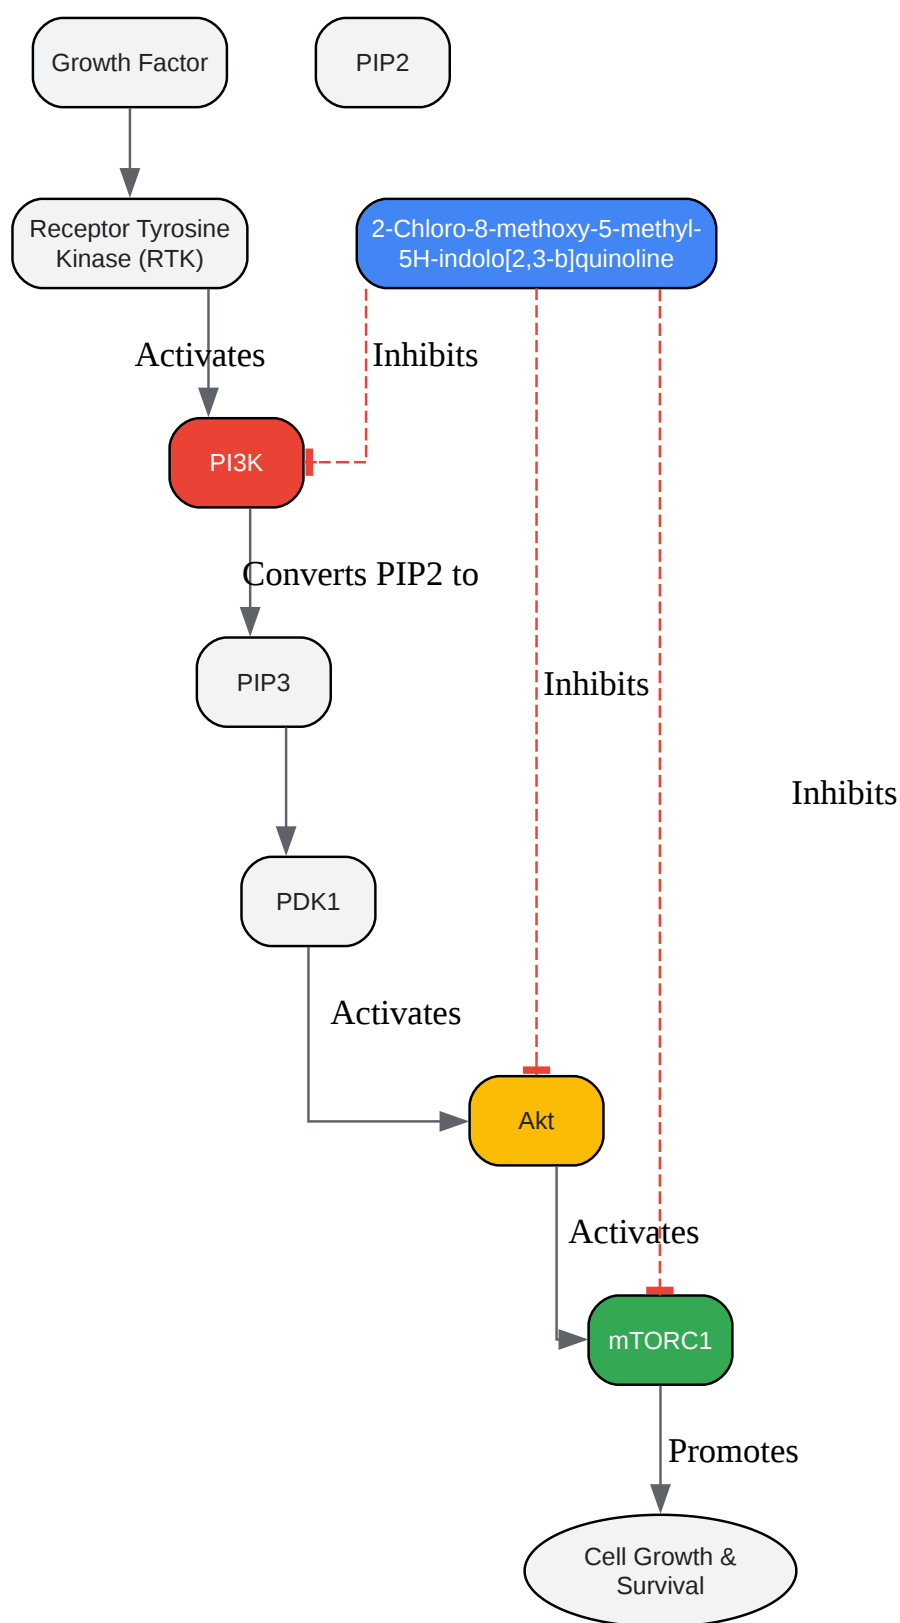 Growth Factor
PIP2
Receptor Tyrosine
Kinase (RTK)
2-Chloro-8-methoxy-5-methyl-
5H-indolo[2,3-b]quinoline
Activates
Inhibits
PI3K
Converts PIP2 to
PIP3
Inhibits
Inhibits
PDK1
Activates
Akt
Activates
mTORC1
Promotes
Cell Growth &
Survival